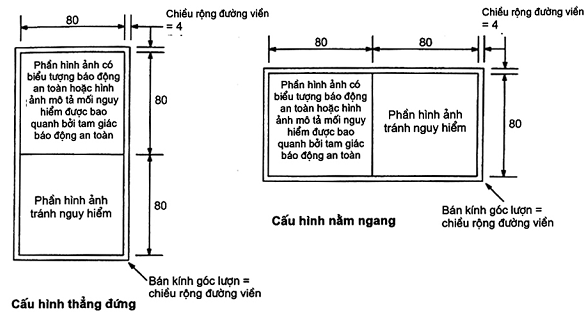 80
Chiều rộng đường viền
= 4
Phần hình ảnh có
biểu tượng báo động
an toàn hoặc hình
ảnh mô tả mối nguy
hiểm được bao
quanh bởi tam giác
báo động an toàn
80
Phần hình ảnh
tránh nguy hiểm
80
Bán kính góc lượn =
chiều rộng đường viền
Cấu hình thẳng đứng
Chiều rộng đường viền
= 4
80
80
Phần hình ảnh có
biểu tượng báo động
an toàn hoặc hình
ảnh mô tả mối nguy
hiểm được bao
quanh bởi tam giác
báo động an toàn
Phần hình ảnh
tránh nguy hiểm
80
Bán kính góc lượn =
chiều rộng đường viền
Cấu hình nằm ngang